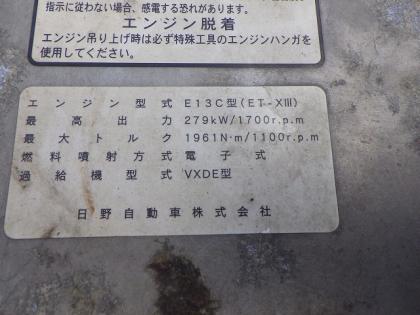 指示に従わない場合、感電する恐れがあります。
エンジン脱着
エンジン吊り上げ時は必ず特殊工具のエンジンハンガを
使用してください。
エンジン型式 E13C型(ET-XIII)
最高出力 279kW/1700r.p.m
最大トルク 1961N·m/1100r.p.m
燃料噴射方式 電子式
過給機型式 VXDE型
日野自動車株式会社